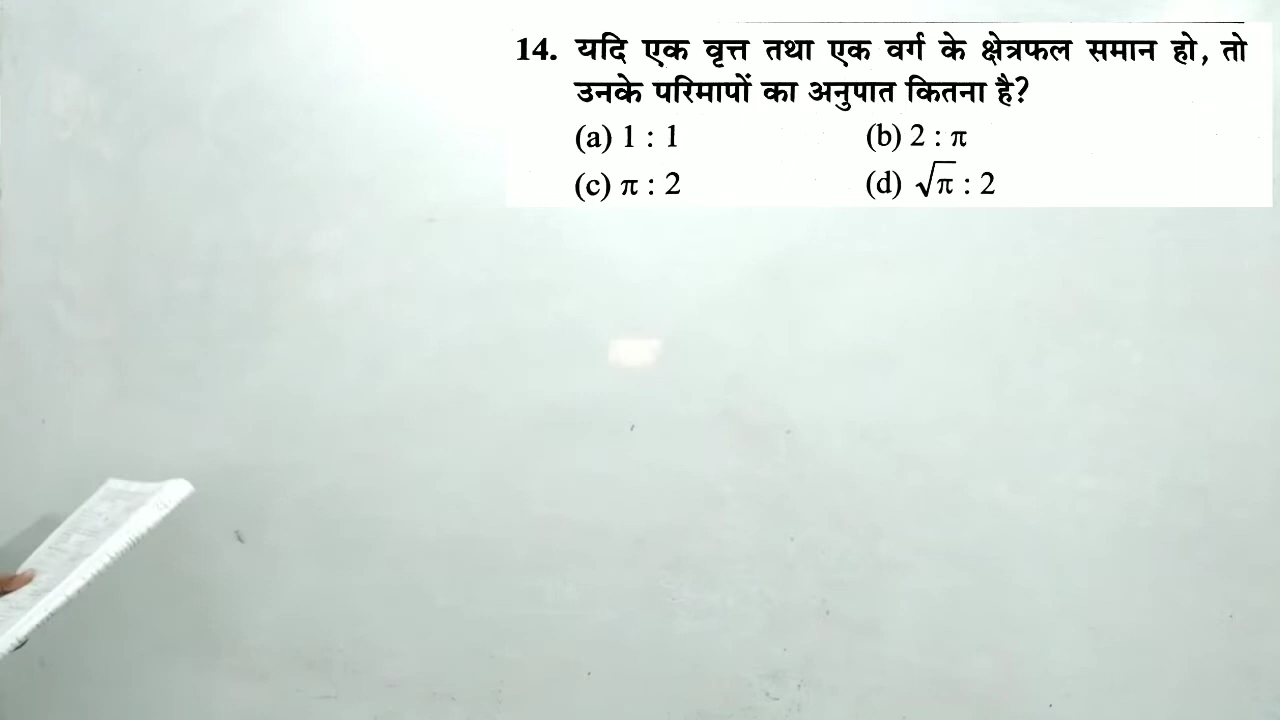 14. यदि एक वृत्त तथा एक वर्ग के क्षेत्रफल समान हो, तो
उनके परिमापों का अनुपात कितना है?
(a) 1 : 1 (b) 2 : π
(c) π : 2 (d) √π : 2